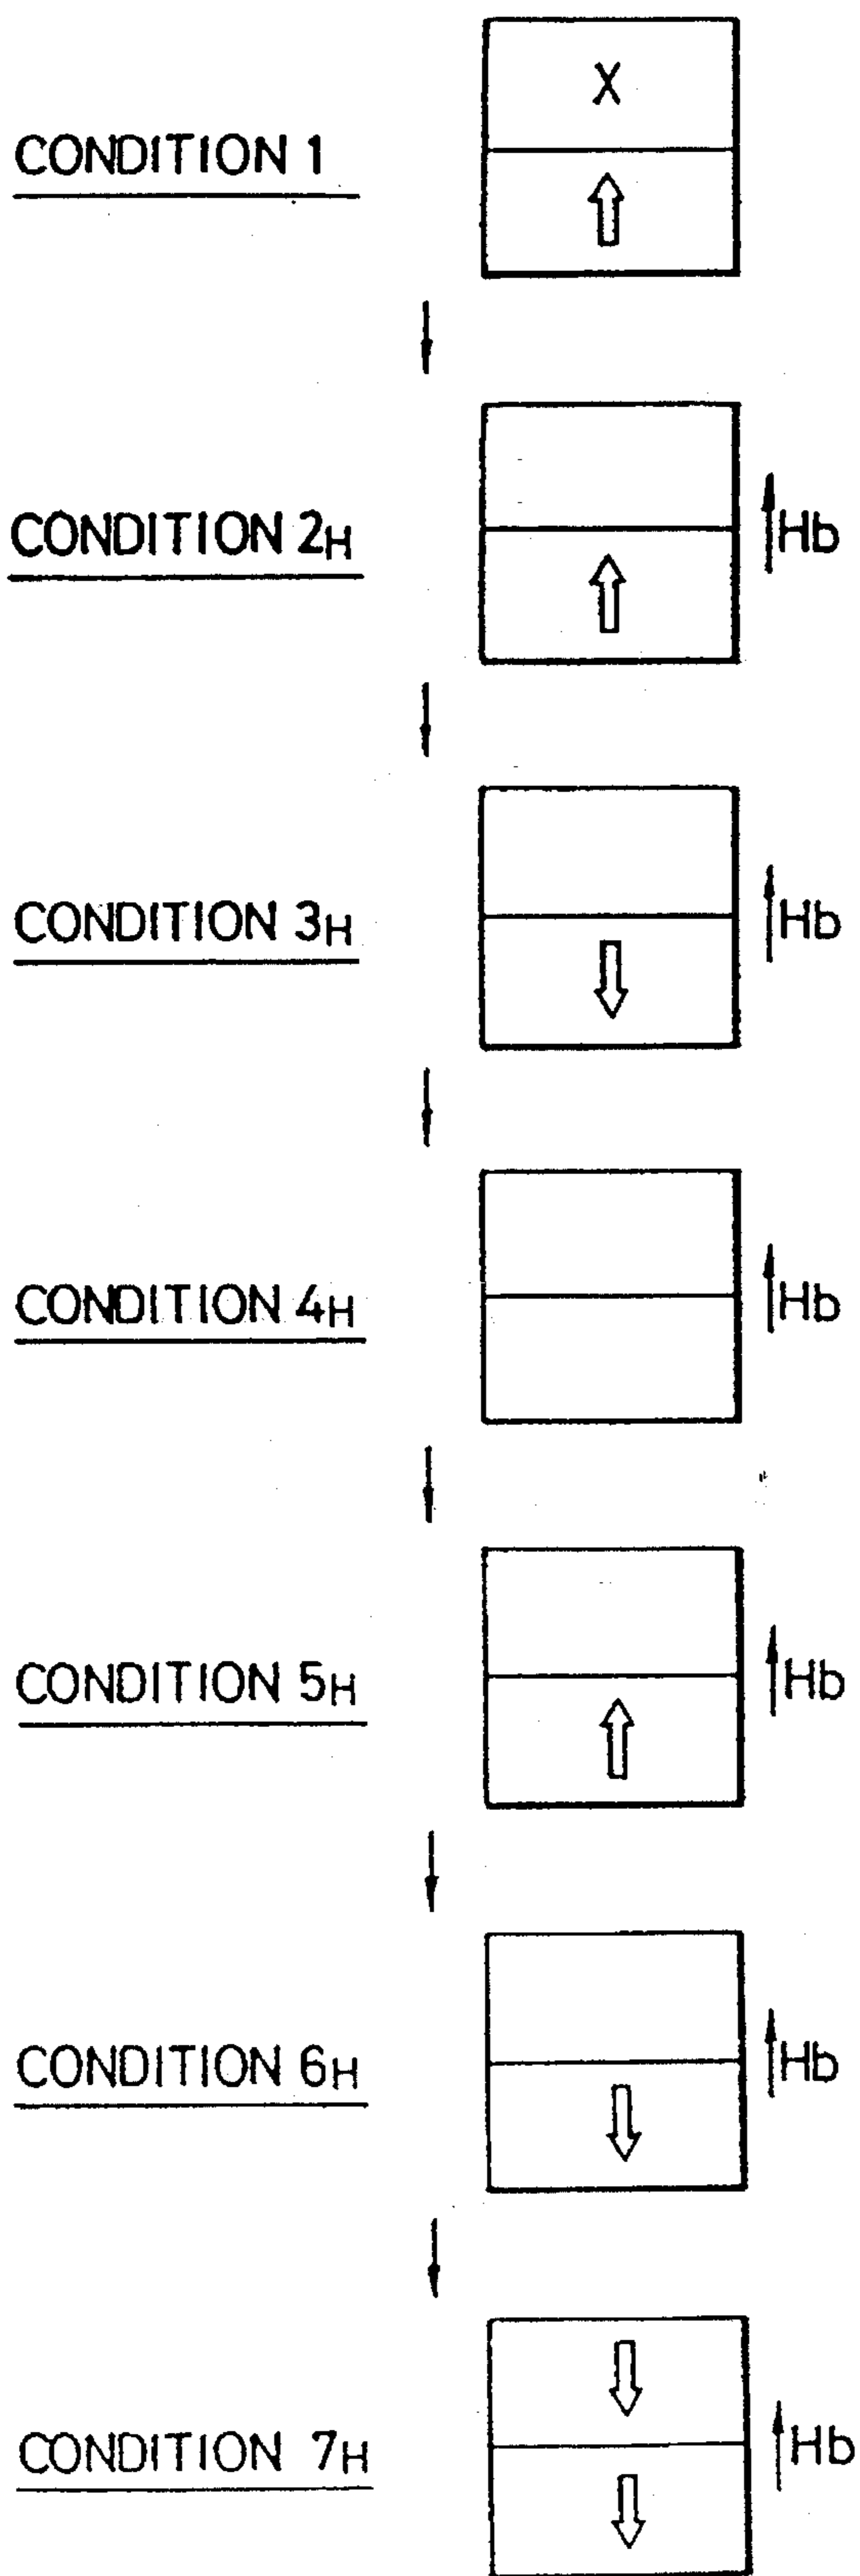 X
CONDITION 1
CONDITION 2H
Hb
CONDITION 3H
Hb
CONDITION 4H
Hb
CONDITION 5H
Hb
CONDITION 6H
Hb
CONDITION 7H
Hb